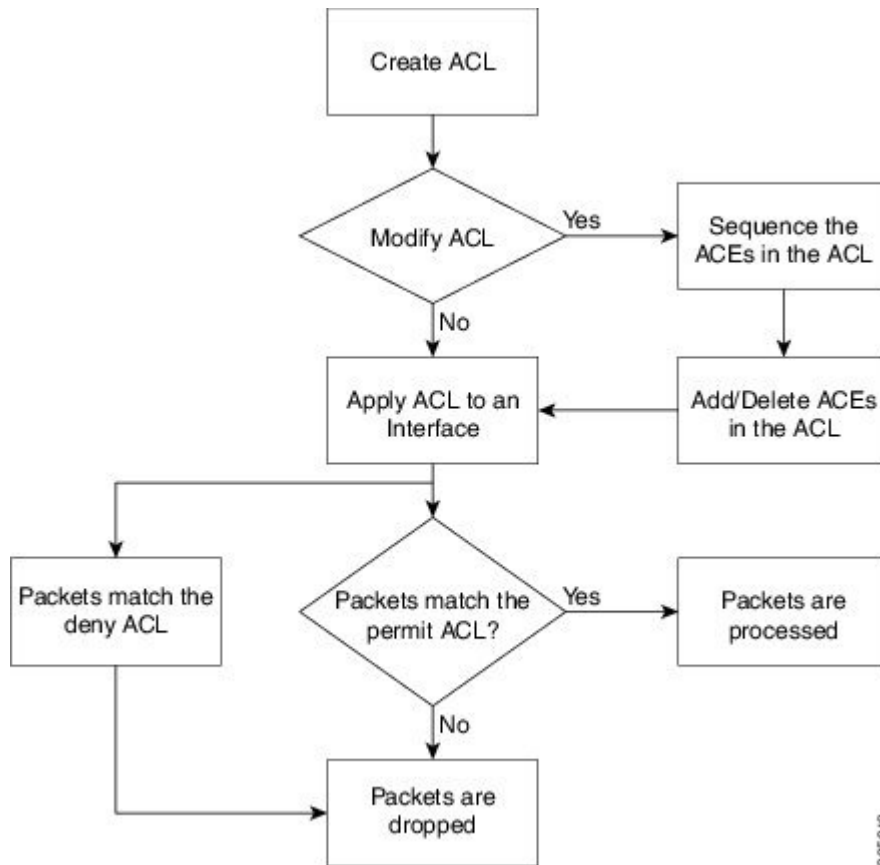 Create ACL
Modify ACL
Yes
Sequence the
ACEs in the ACL
No
Apply ACL to an
Interface
Add/Delete ACEs
in the ACL
Packets match the
deny ACL
Packets match the
permit ACL?
Yes
Packets are
processed
No
Packets are
dropped